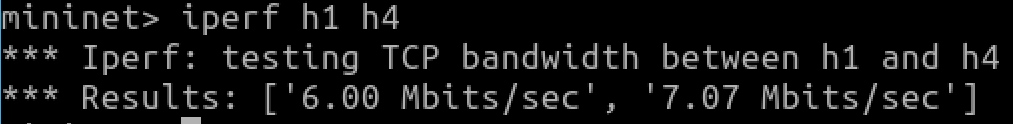 mininet> iperf h1 h4
*** Iperf: testing TCP bandwidth between h1 and h4
*** Results: ['6.00 Mbits/sec', '7.07 Mbits/sec']